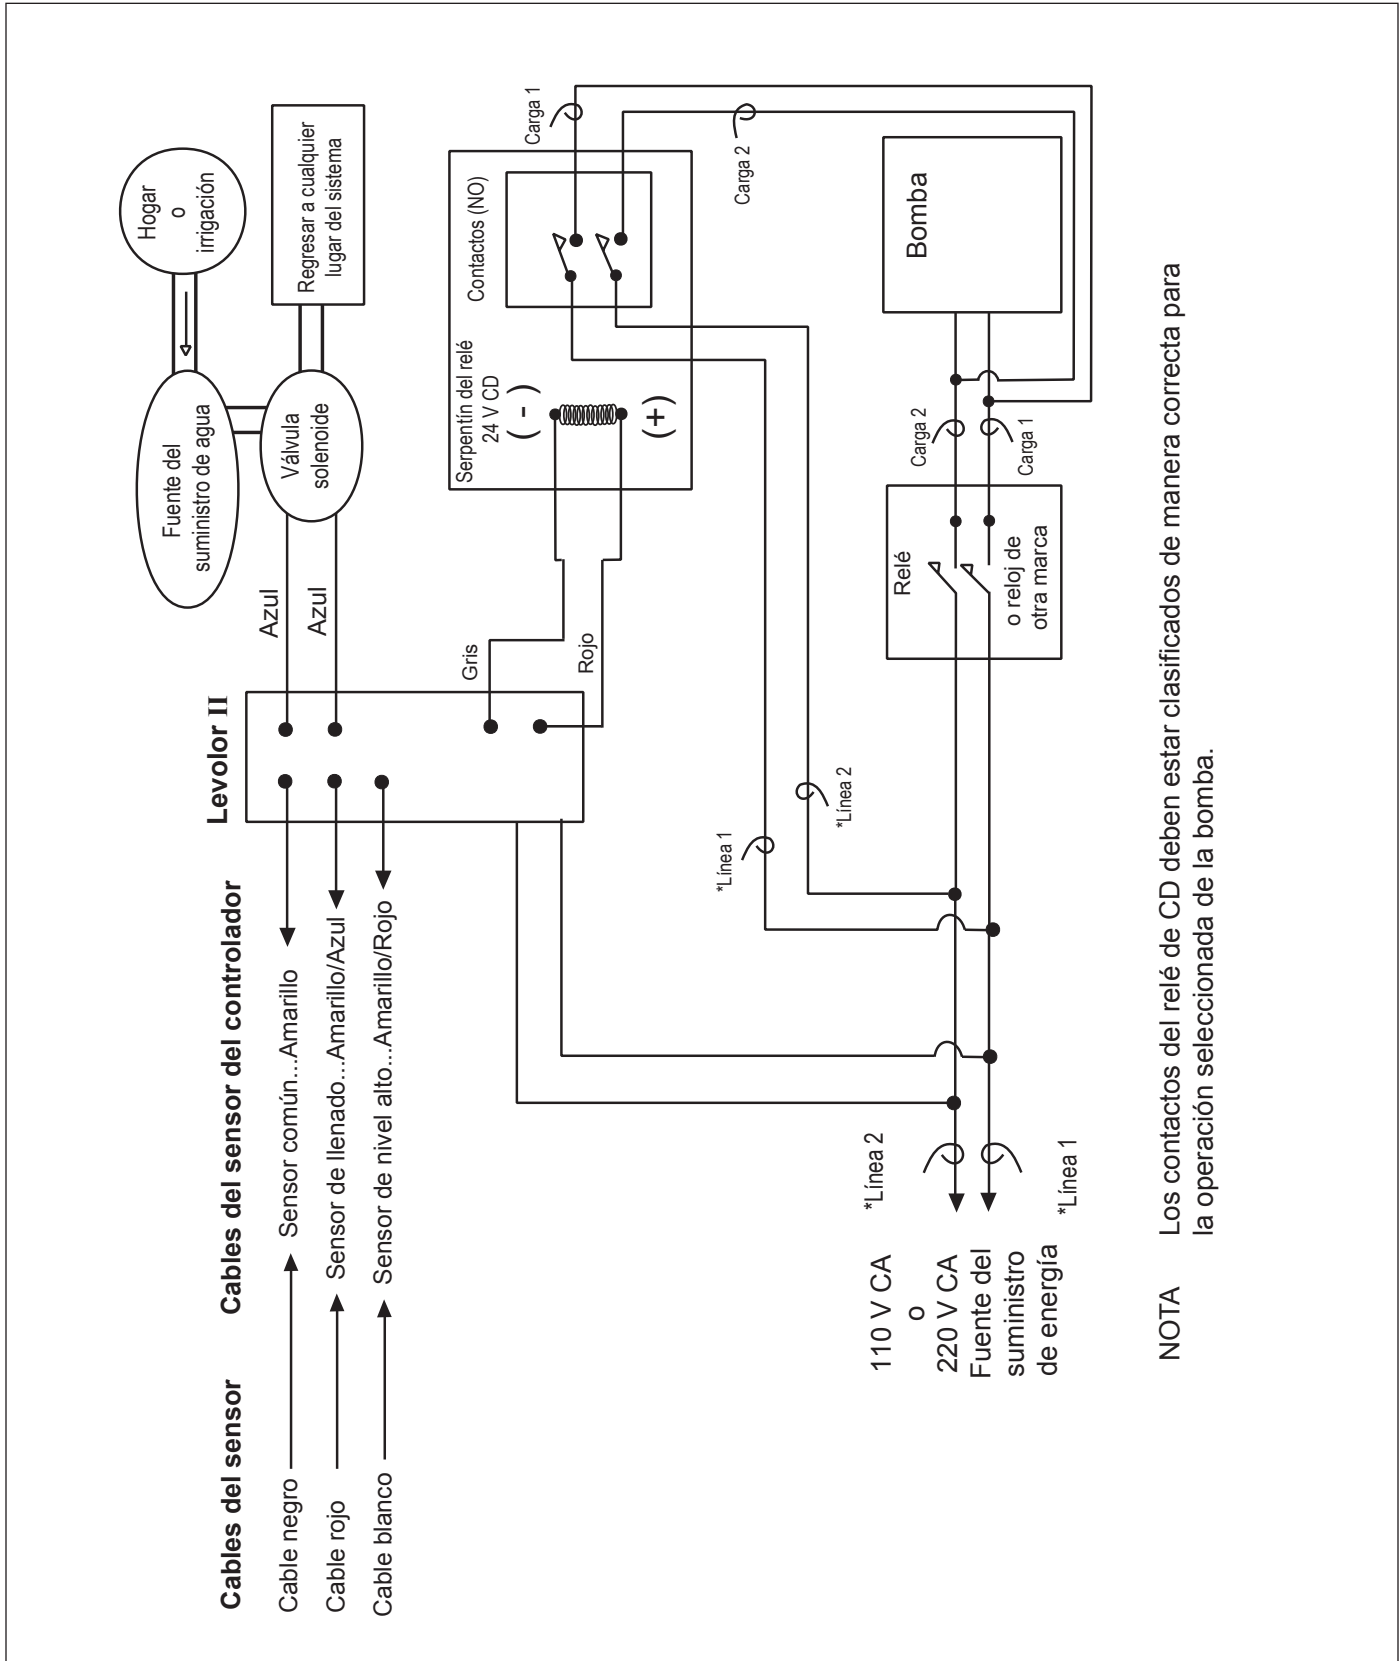 Cables del sensor
Cables del sensor del controlador
Levolor II
Cable negro
Sensor común...Amarillo
Cable rojo
Sensor de llenado...Amarillo/Azul
Cable blanco
Sensor de nivel alto...Amarillo/Rojo
Azul
Azul
Gris
Rojo
Fuente del
suministro de agua
Hogar
o
irrigación
Válvula
solenoide
Regresar a cualquier
lugar del sistema
Serpentín del relé
24 V CD
(-)
(+)
Contactos (NO)
Carga 1
Carga 2
*Línea 1
*Línea 2
110 V CA
o
220 V CA
Fuente del
suministro
de energía
*Línea 2
*Línea 1
Relé
o reloj de
otra marca
Carga 2
Carga 1
Bomba
NOTA
Los contactos del relé de CD deben estar clasificados de manera correcta para
la operación seleccionada de la bomba.